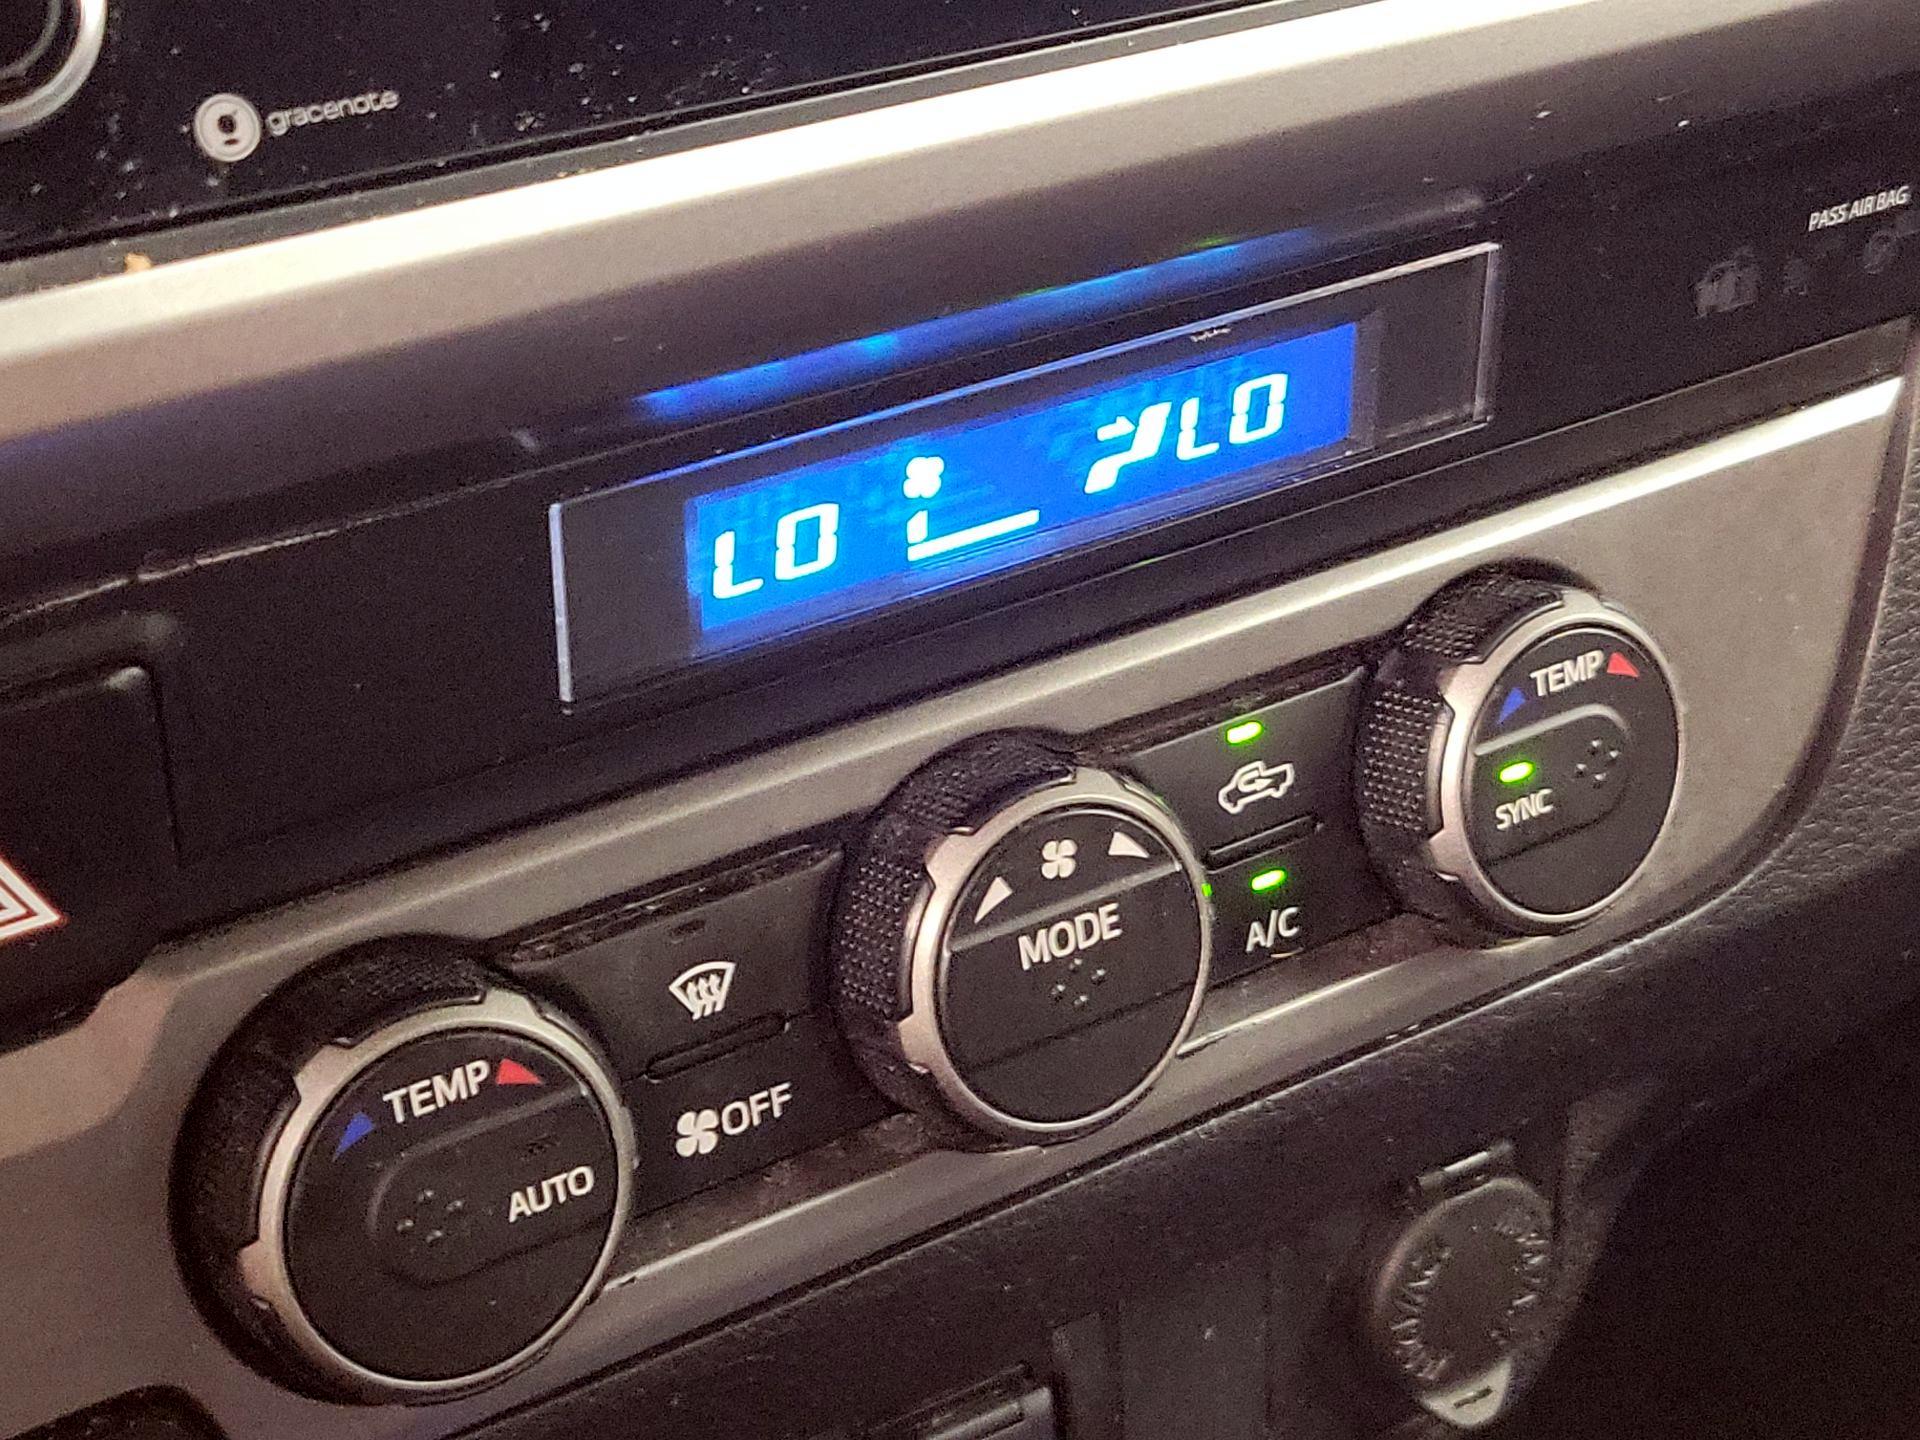 gracenote
PASS AIR BAG
LO LO
TEMP
SYNC
MODE
A/C
TEMP
AUTO
OFF